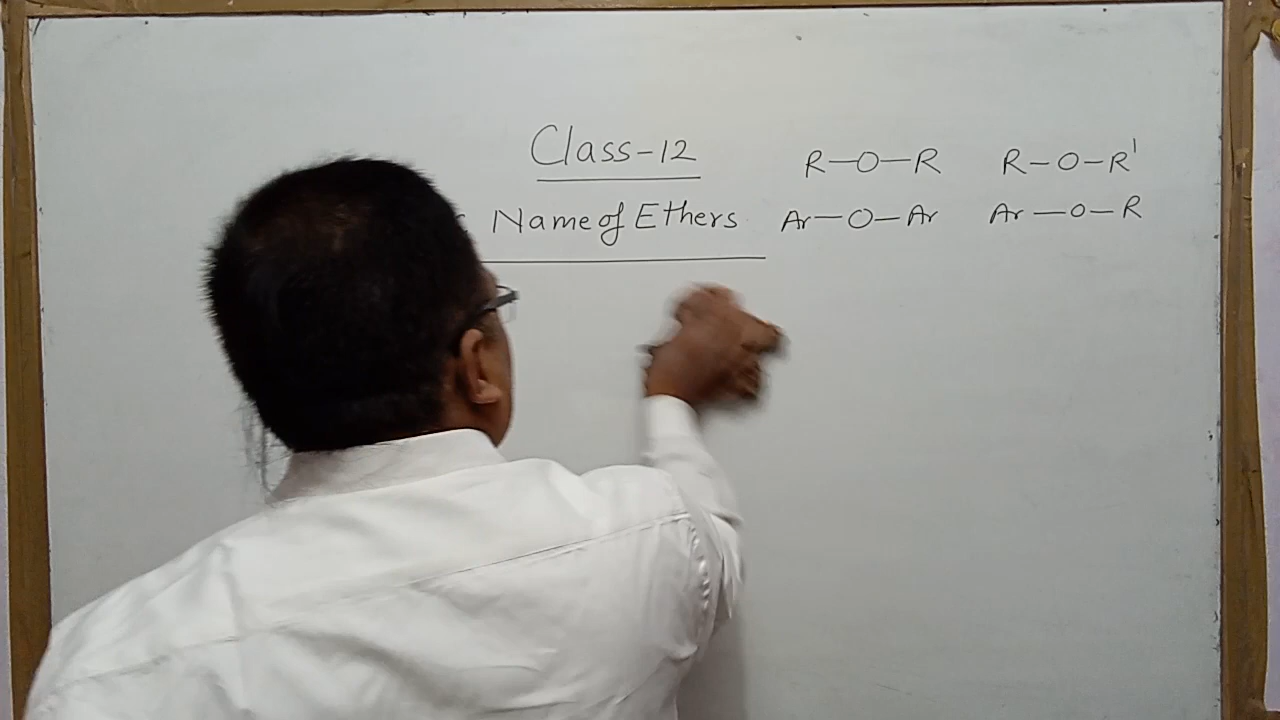 Class-12
Name of Ethers
R—O—R R—O—R'
Ar—O—Ar Ar—O—R